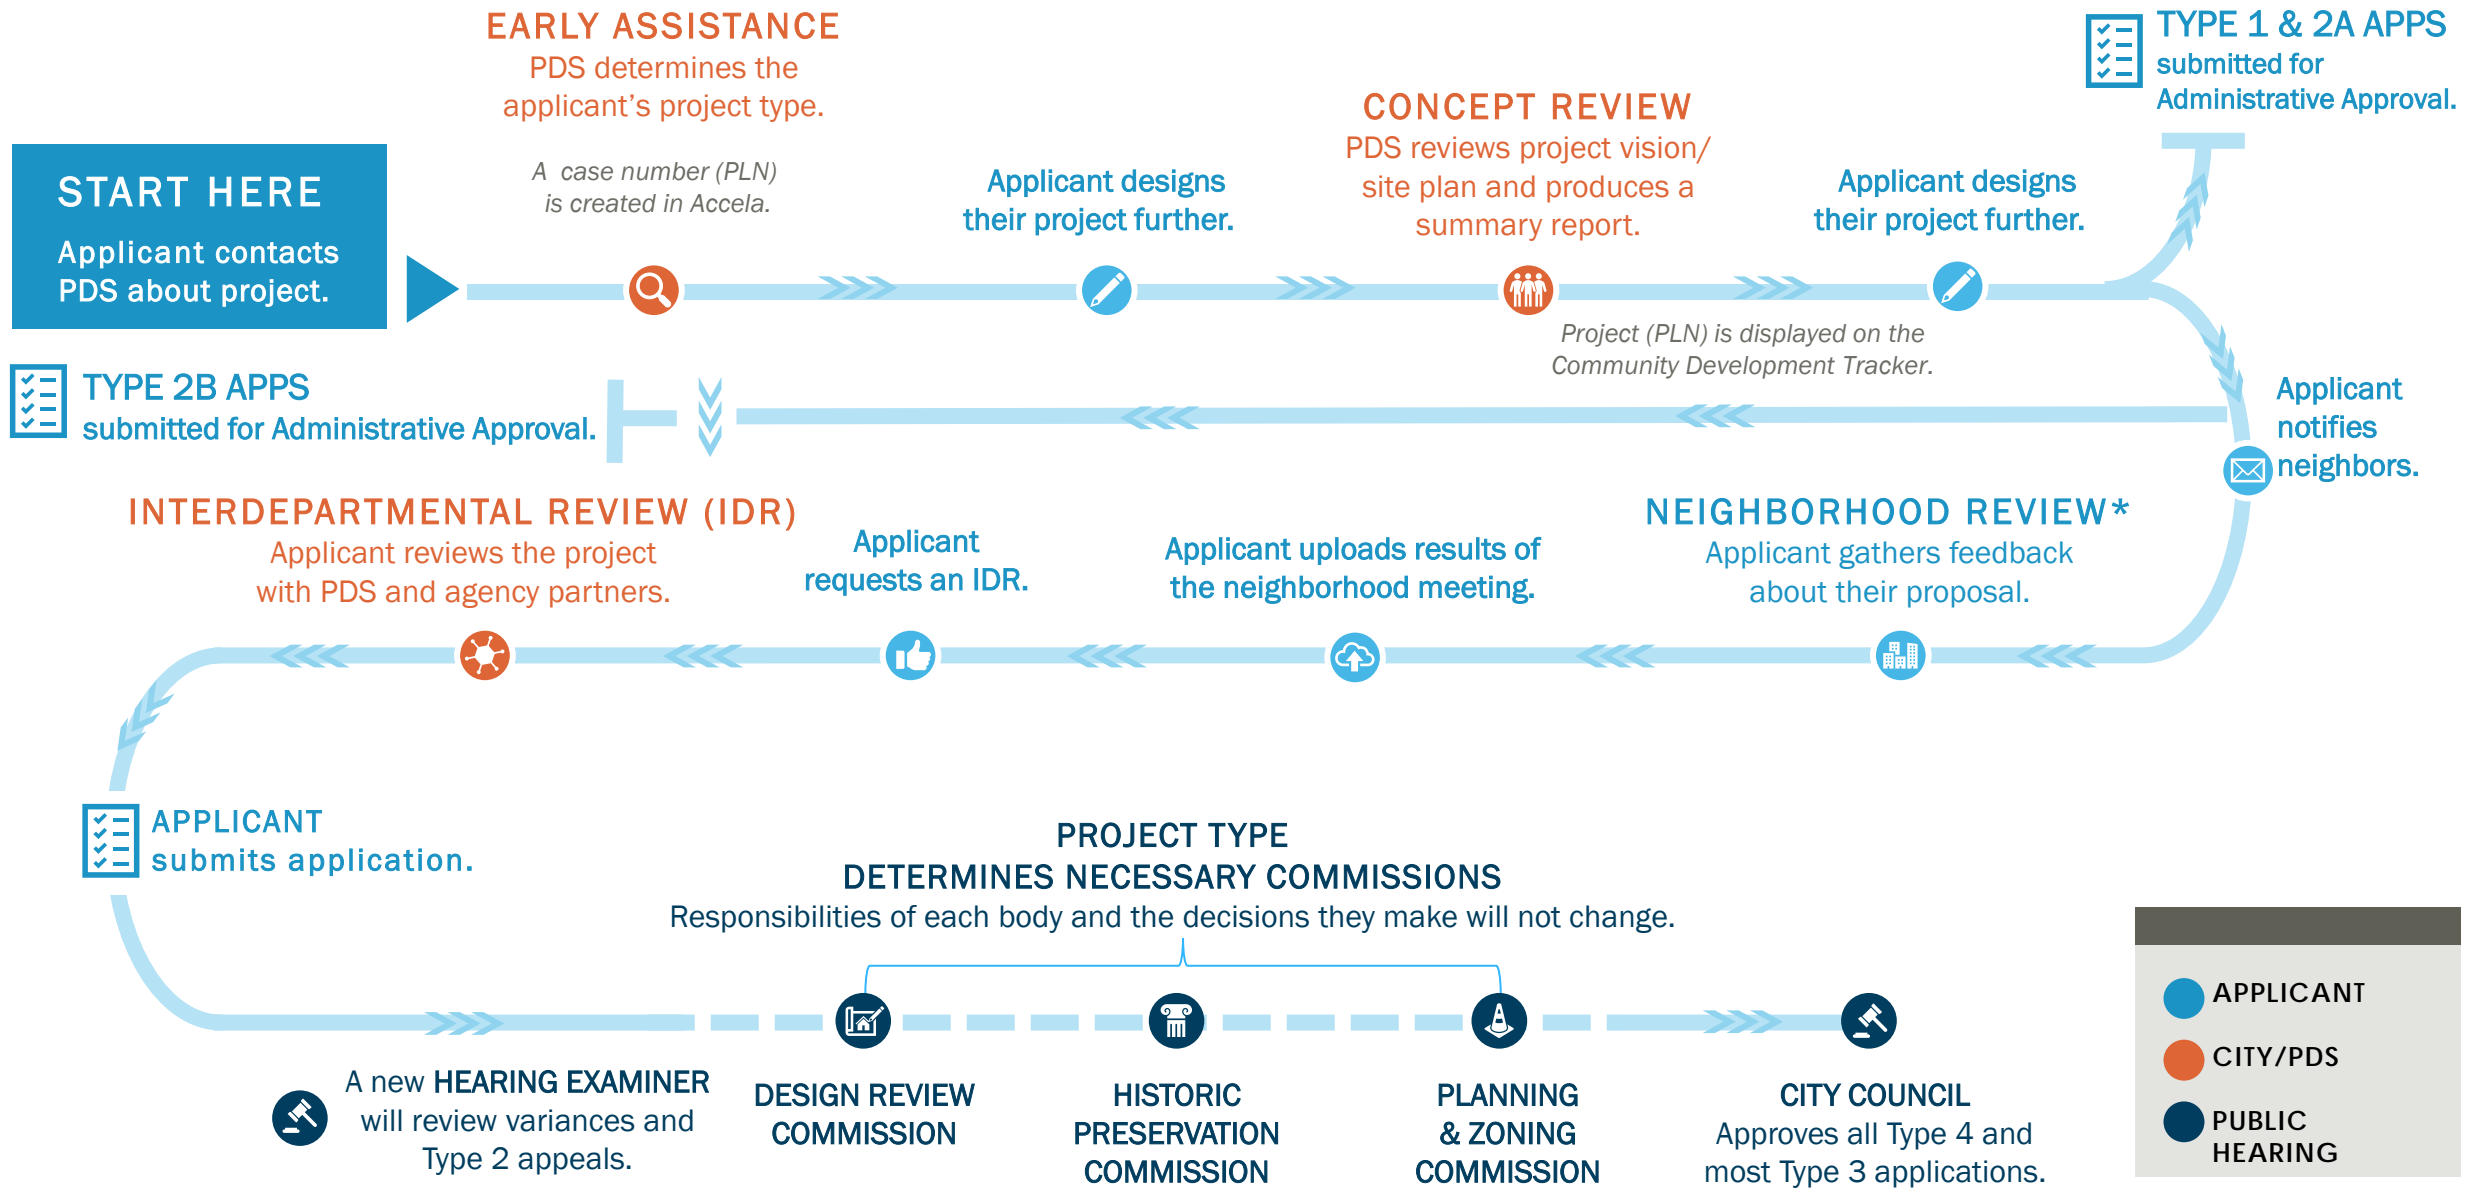 EARLY ASSISTANCE
PDS determines the
applicant's project type.
A case number (PLN)
is created in Accela.
START HERE
Applicant contacts
PDS about project.
Applicant designs
their project further.
CONCEPT REVIEW
PDS reviews project vision/
site plan and produces a
summary report.
Project (PLN) is displayed on the
Community Development Tracker.
Applicant designs
their project further.
TYPE 1 & 2A APPS
submitted for
Administrative Approval.
TYPE 2B APPS
submitted for Administrative Approval.
Applicant
notifies
neighbors.
NEIGHBORHOOD REVIEW*
Applicant gathers feedback
about their proposal.
Applicant uploads results of
the neighborhood meeting.
Applicant
requests an IDR.
INTERDEPARTMENTAL REVIEW (IDR)
Applicant reviews the project
with PDS and agency partners.
APPLICANT
submits application.
PROJECT TYPE
DETERMINES NECESSARY COMMISSIONS
Responsibilities of each body and the decisions they make will not change.
A new HEARING EXAMINER
will review variances and
Type 2 appeals.
DESIGN REVIEW
COMMISSION
HISTORIC
PRESERVATION
COMMISSION
PLANNING
& ZONING
COMMISSION
CITY COUNCIL
Approves all Type 4 and
most Type 3 applications.
APPLICANT
CITY/PDS
PUBLIC
HEARING